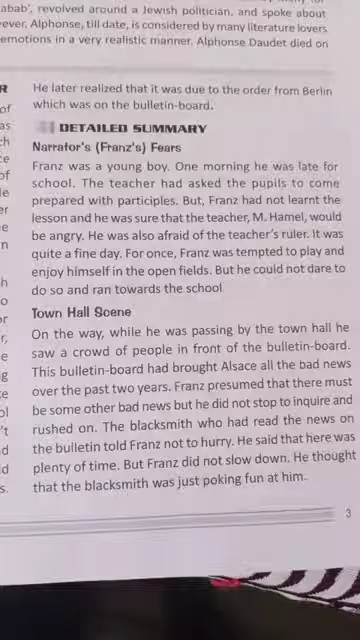 abab', revolved around a Jewish politician, and spoke about
ever, Alphonse, till date, is considered by many literature lovers
emotions in a very realistic manner. Alphonse Daudet died on
He later realized that it was due to the order from Berlin
which was on the bulletin-board.
DETAILED SUMMARY
Narrator's (Franz's) Fears
Franz was a young boy. One morning he was late for
school. The teacher had asked the pupils to come
prepared with participles. But, Franz had not learnt the
lesson and he was sure that the teacher, M. Hamel, would
be angry. He was also afraid of the teacher's ruler. It was
quite a fine day. For once, Franz was tempted to play and
enjoy himself in the open fields. But he could not dare to
do so and ran towards the school
Town Hall Scene
On the way, while he was passing by the town hall he
saw a crowd of people in front of the bulletin-board.
This bulletin-board had brought Alsace all the bad news
over the past two years. Franz presumed that there must
be some other bad news but he did not stop to inquire and
rushed on. The blacksmith who had read the news on
the bulletin told Franz not to hurry. He said that here was
plenty of time. But Franz did not slow down. He thought
that the blacksmith was just poking fun at him.
3